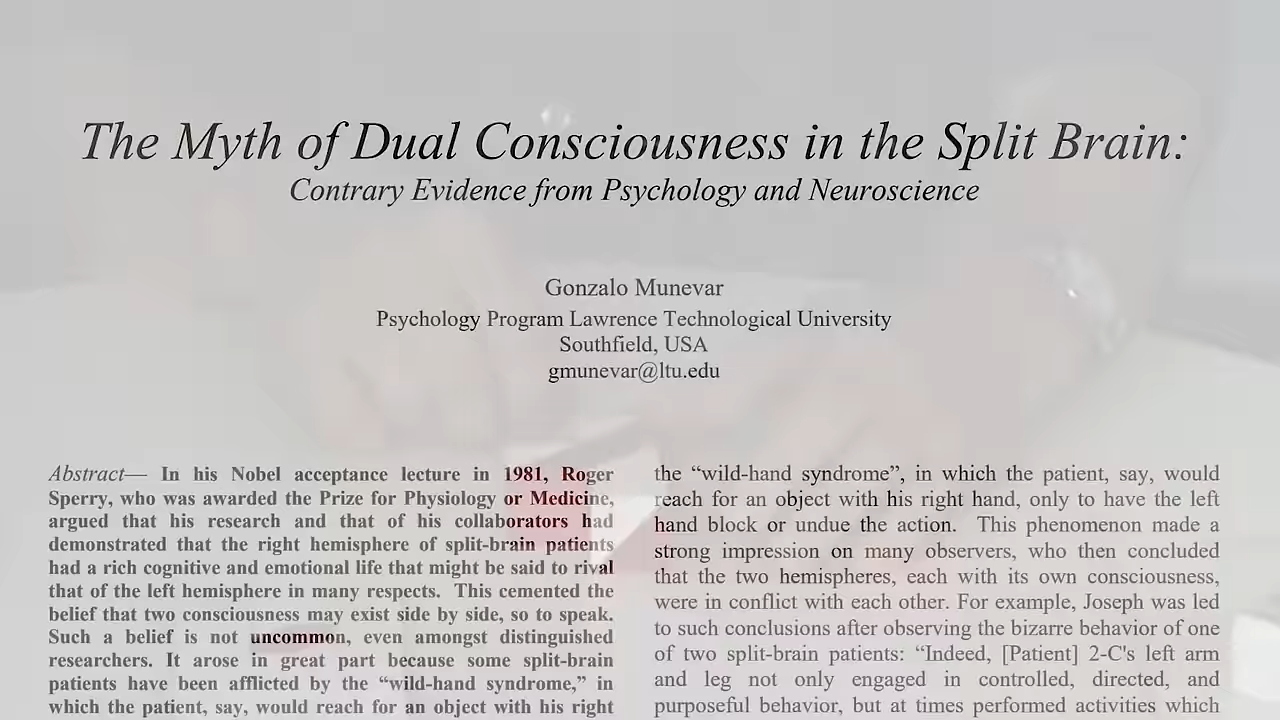 The Myth of Dual Consciousness in the Split Brain:
Contrary Evidence from Psychology and Neuroscience
Gonzalo Munevar
Psychology Program Lawrence Technological University
Southfield, USA
gmunevar@ltu.edu
Abstract— In his Nobel acceptance lecture in 1981, Roger
Sperry, who was awarded the Prize for Physiology or Medicine,
argued that his research and that of his collaborators had
demonstrated that the right hemisphere of split-brain patients
had a rich cognitive and emotional life that might be said to rival
that of the left hemisphere in many respects. This cemented the
belief that two consciousness may exist side by side, so to speak.
Such a belief is not uncommon, even amongst distinguished
researchers. It arose in great part because some split-brain
patients have been afflicted by the “wild-hand syndrome,” in
which the patient, say, would reach for an object with his right
the “wild-hand syndrome”, in which the patient, say, would
reach for an object with his right hand, only to have the left
hand block or undue the action. This phenomenon made a
strong impression on many observers, who then concluded
that the two hemispheres, each with its own consciousness,
were in conflict with each other. For example, Joseph was led
to such conclusions after observing the bizarre behavior of one
of two split-brain patients: “Indeed, [Patient] 2-C's left arm
and leg not only engaged in controlled, directed, and
purposeful behavior, but at times performed activities which